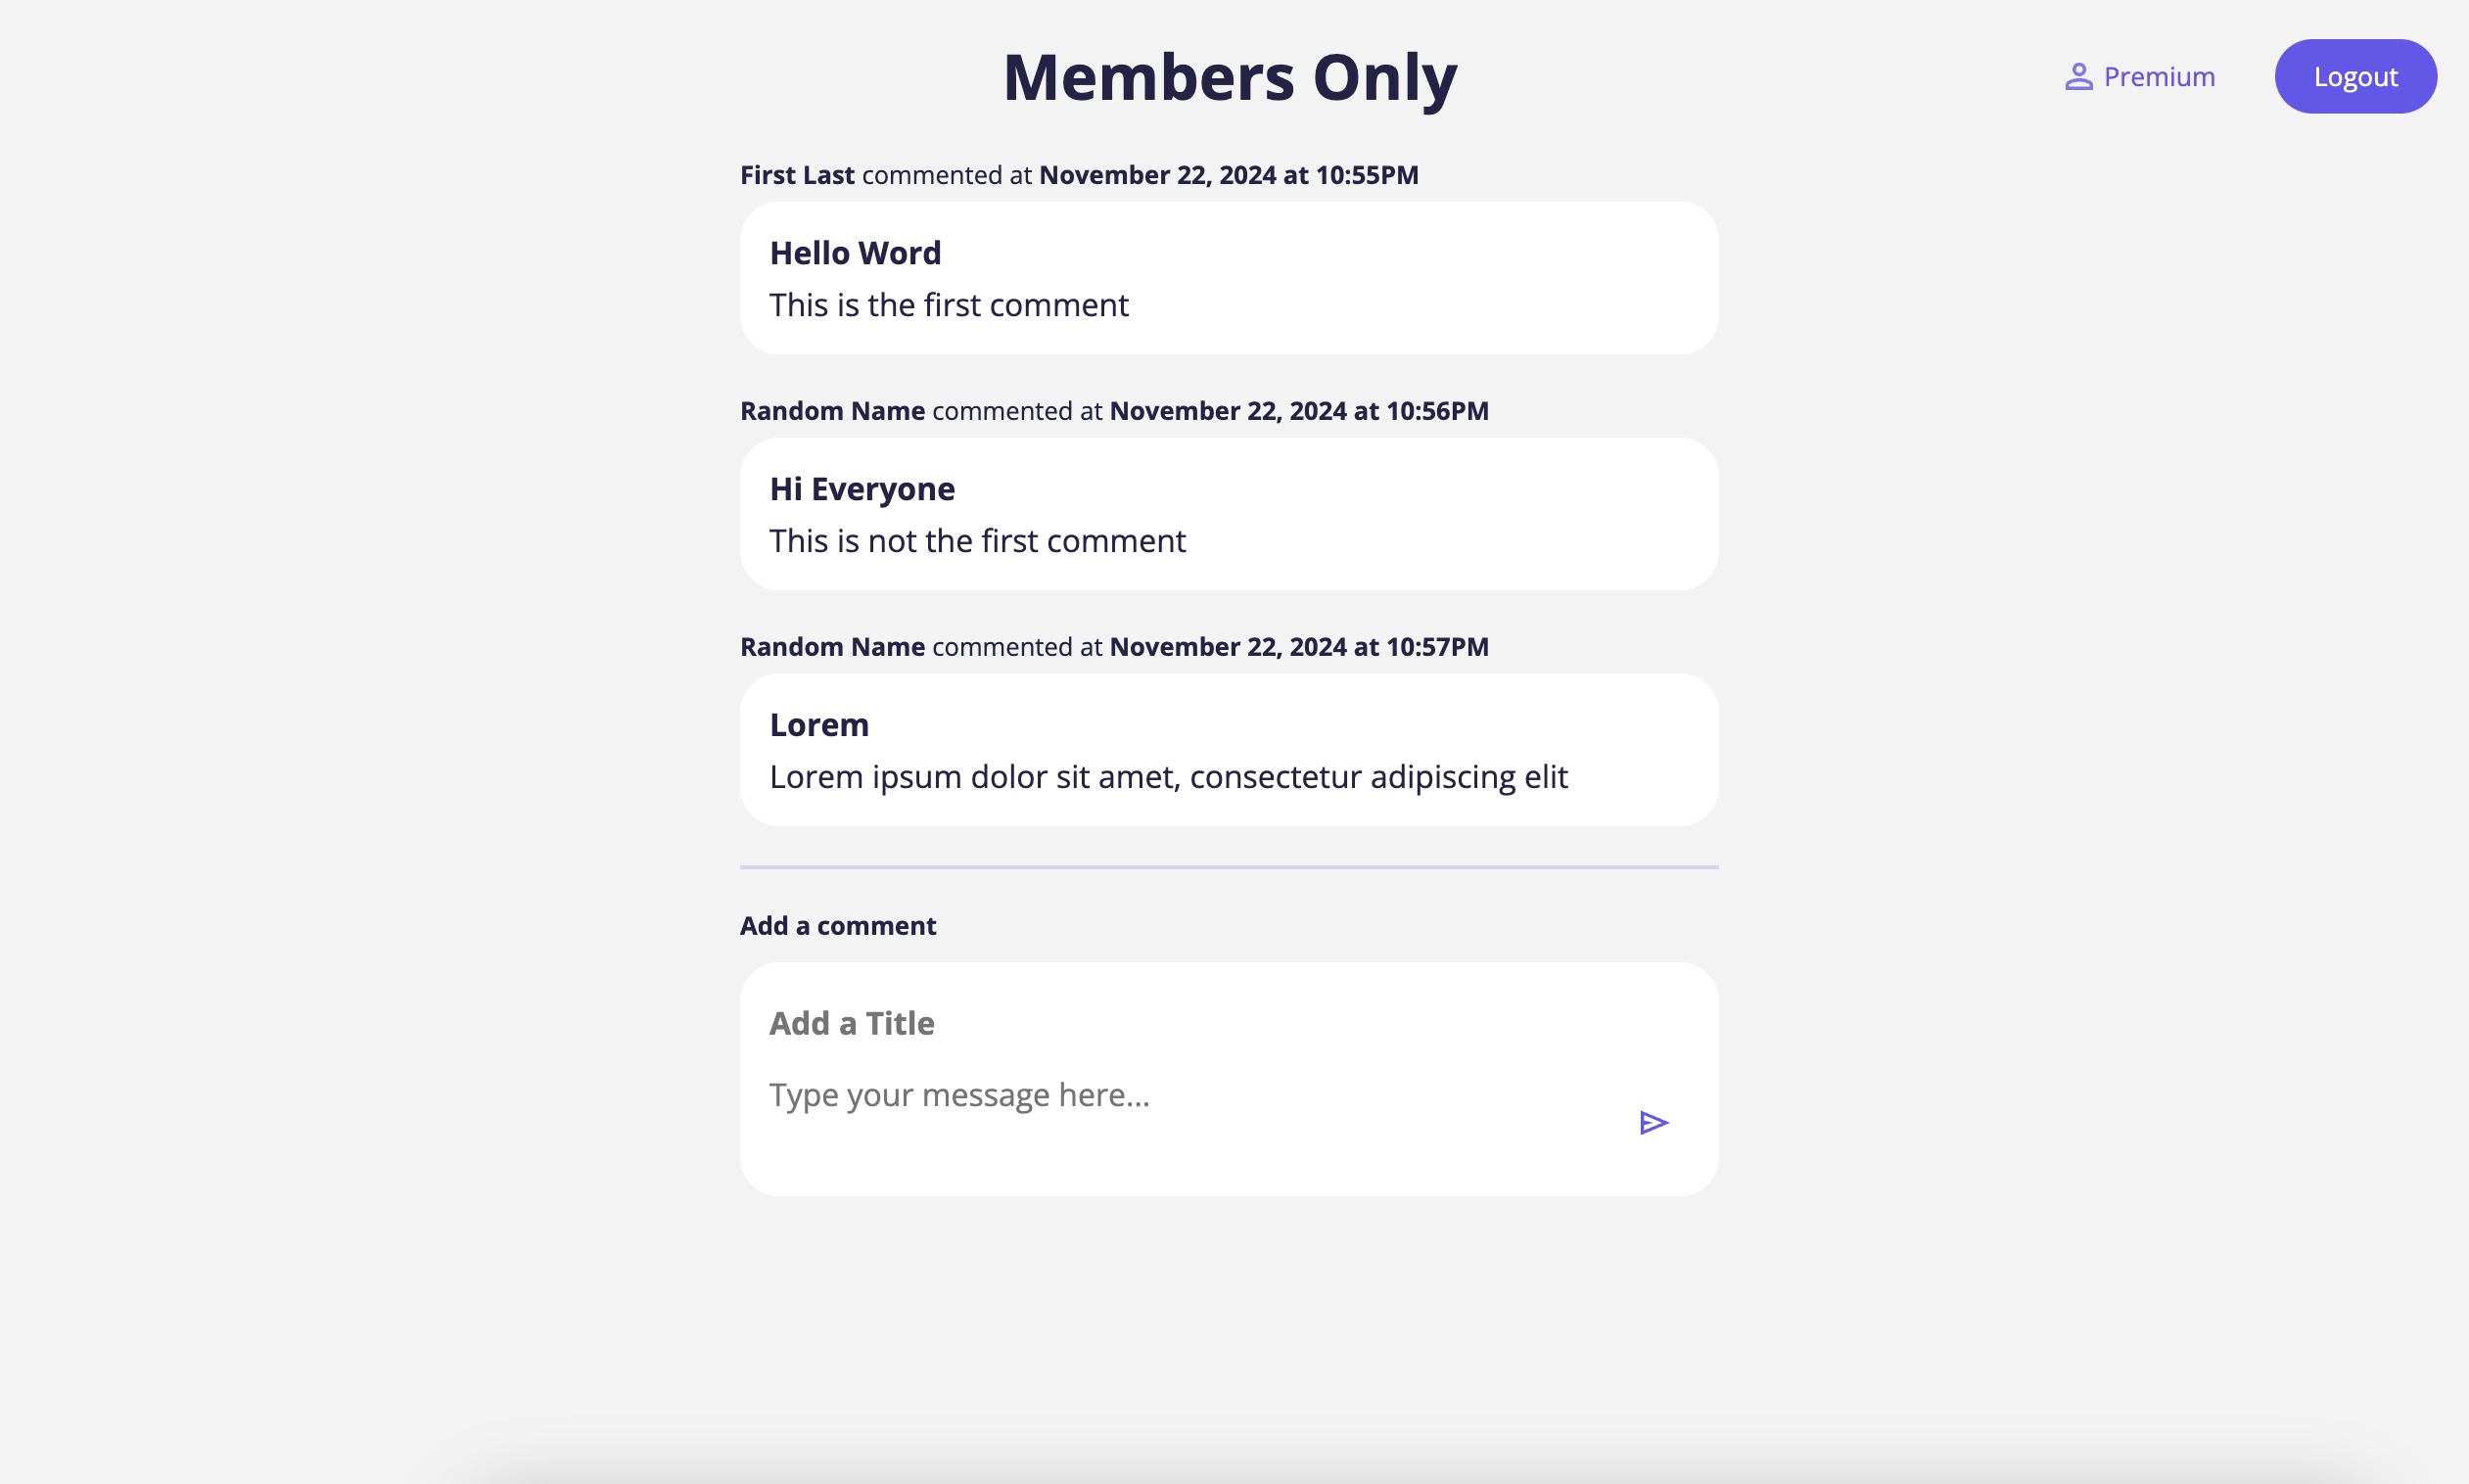 Members Only
Premium
Logout
First Last commented at November 22, 2024 at 10:55PM
Hello Word
This is the first comment
Random Name commented at November 22, 2024 at 10:56PM
Hi Everyone
This is not the first comment
Random Name commented at November 22, 2024 at 10:57PM
Lorem
Lorem ipsum dolor sit amet, consectetur adipiscing elit
Add a comment
Add a Title
Type your message here...